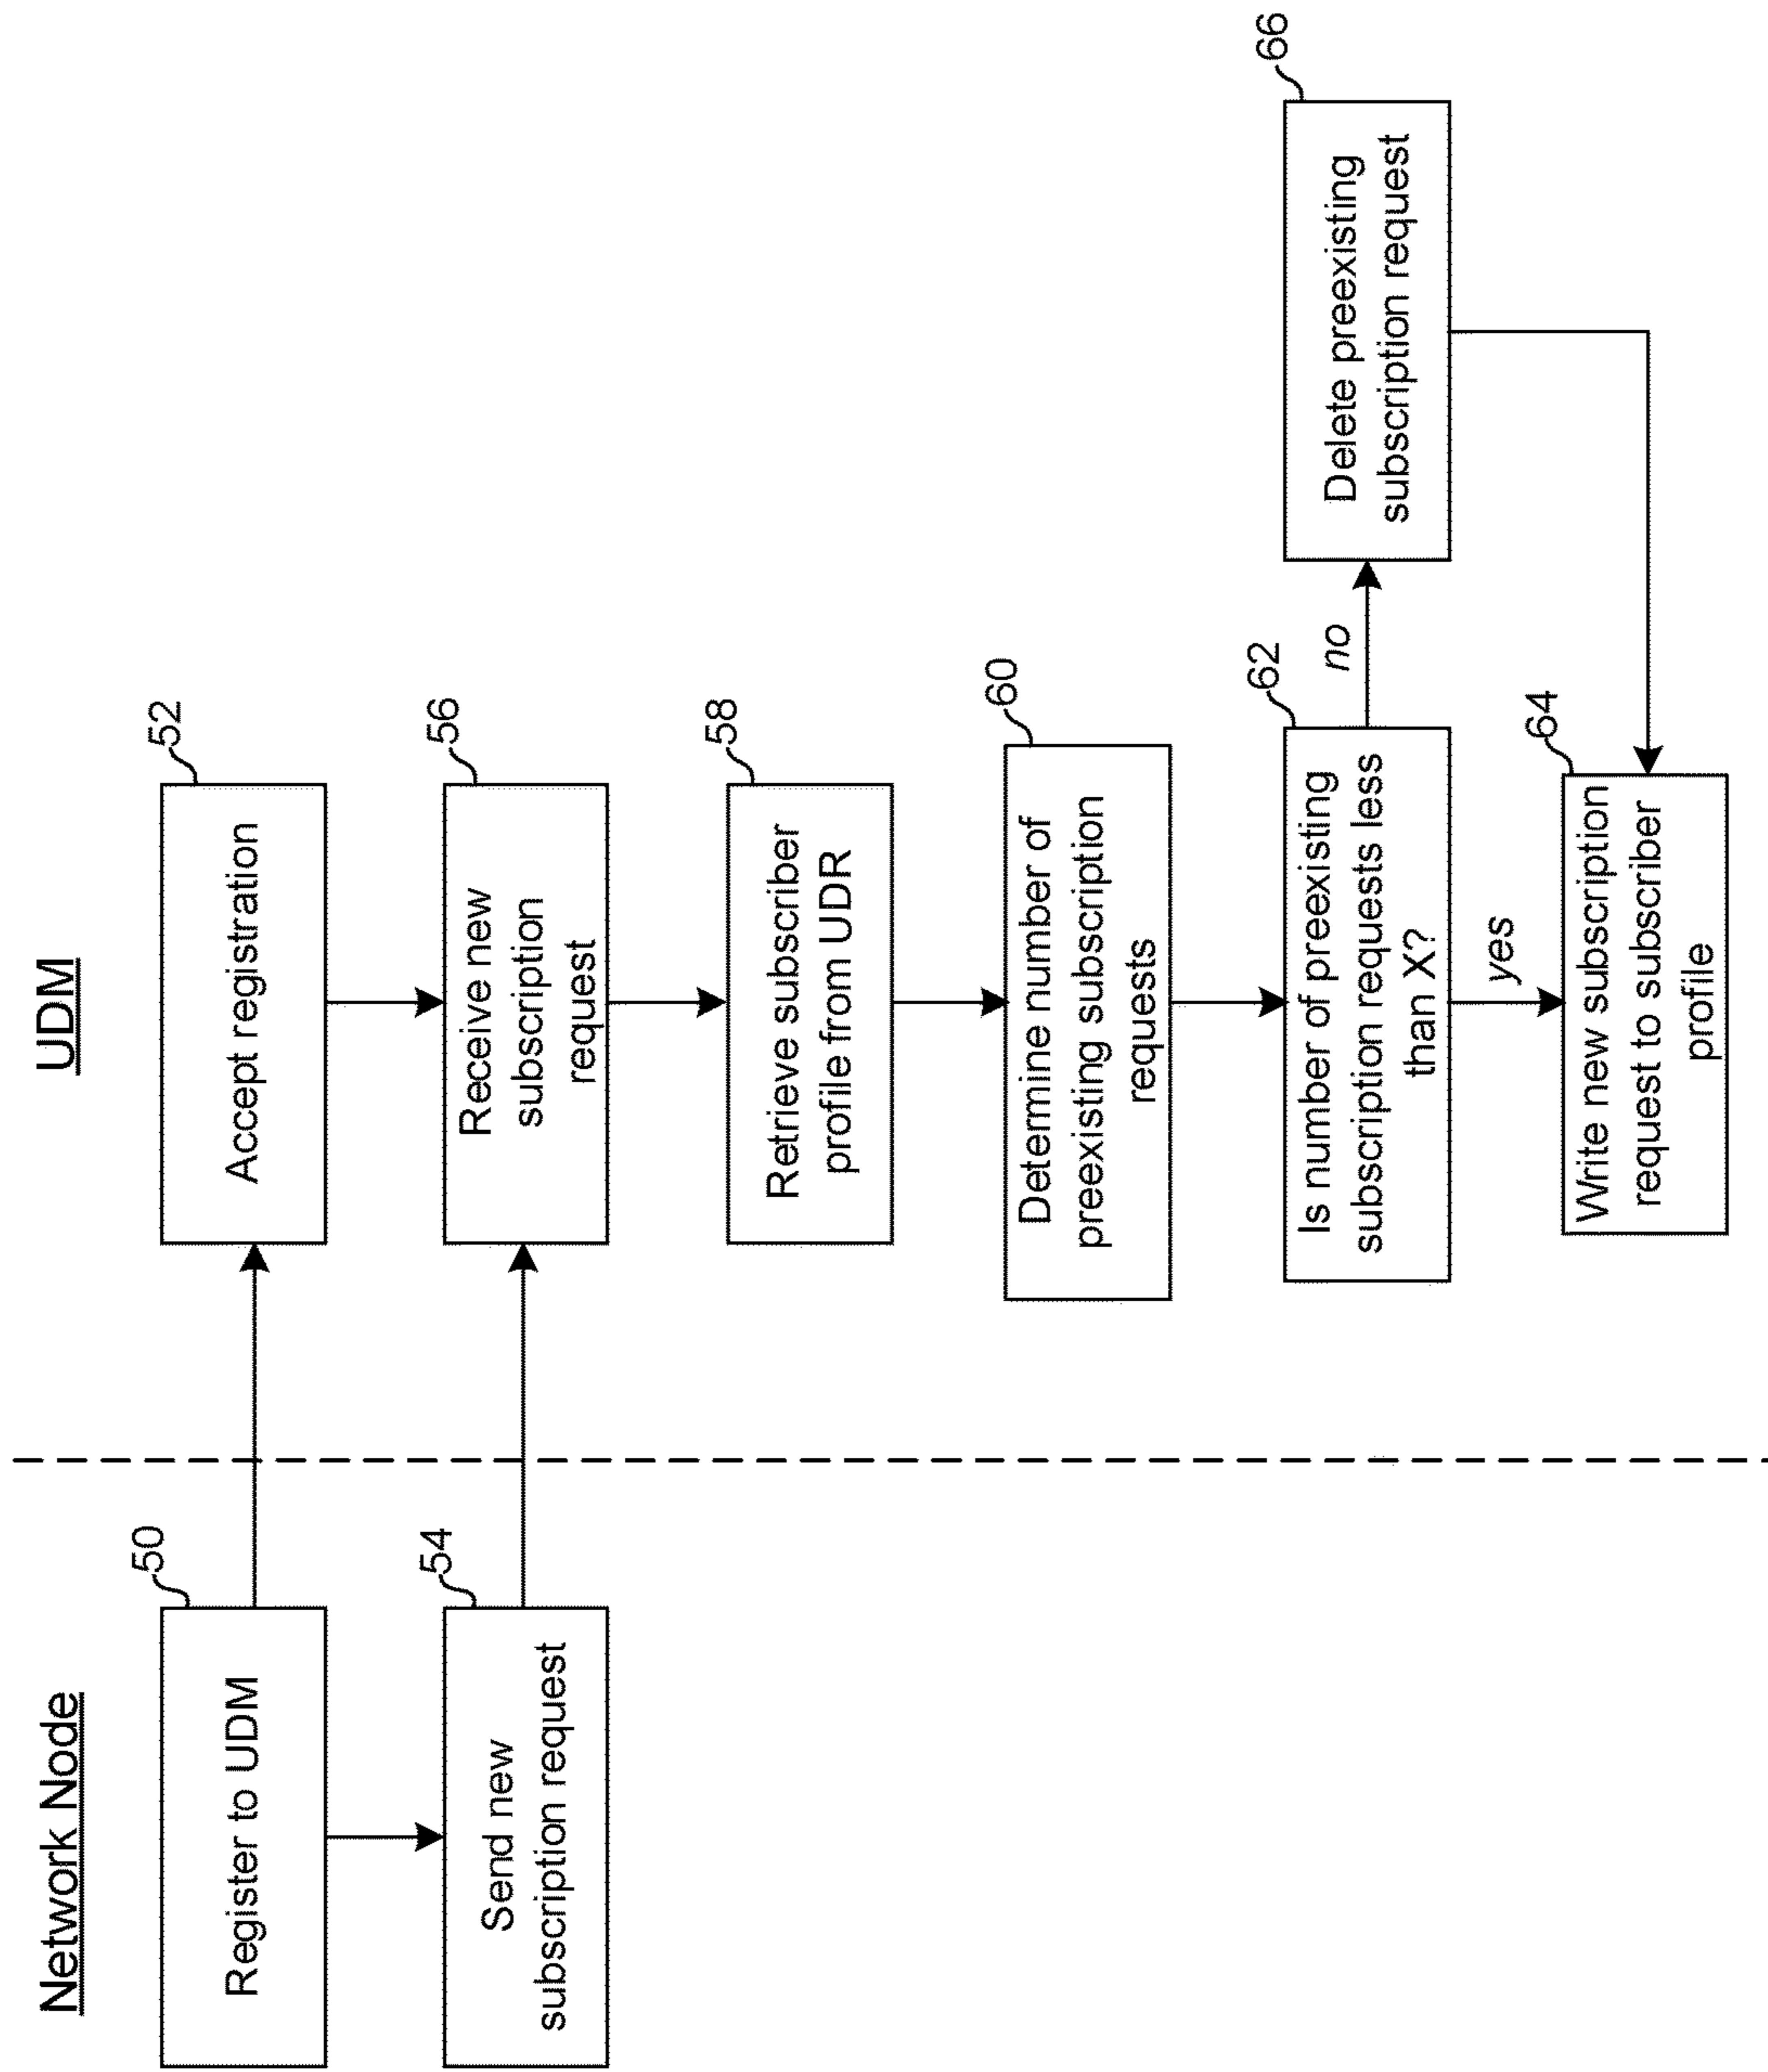 Network Node
UDM
50
Register to UDM
52
Accept registration
54
Send new
subscription request
56
Receive new
subscription
request
58
Retrieve subscriber
profile from UDR
60
Determine number of
preexisting subscription
requests
62
Is number of preexisting
subscription requests less
than X?
no
66
Delete preexisting
subscription request
yes
64
Write new subscription
request to subscriber
profile